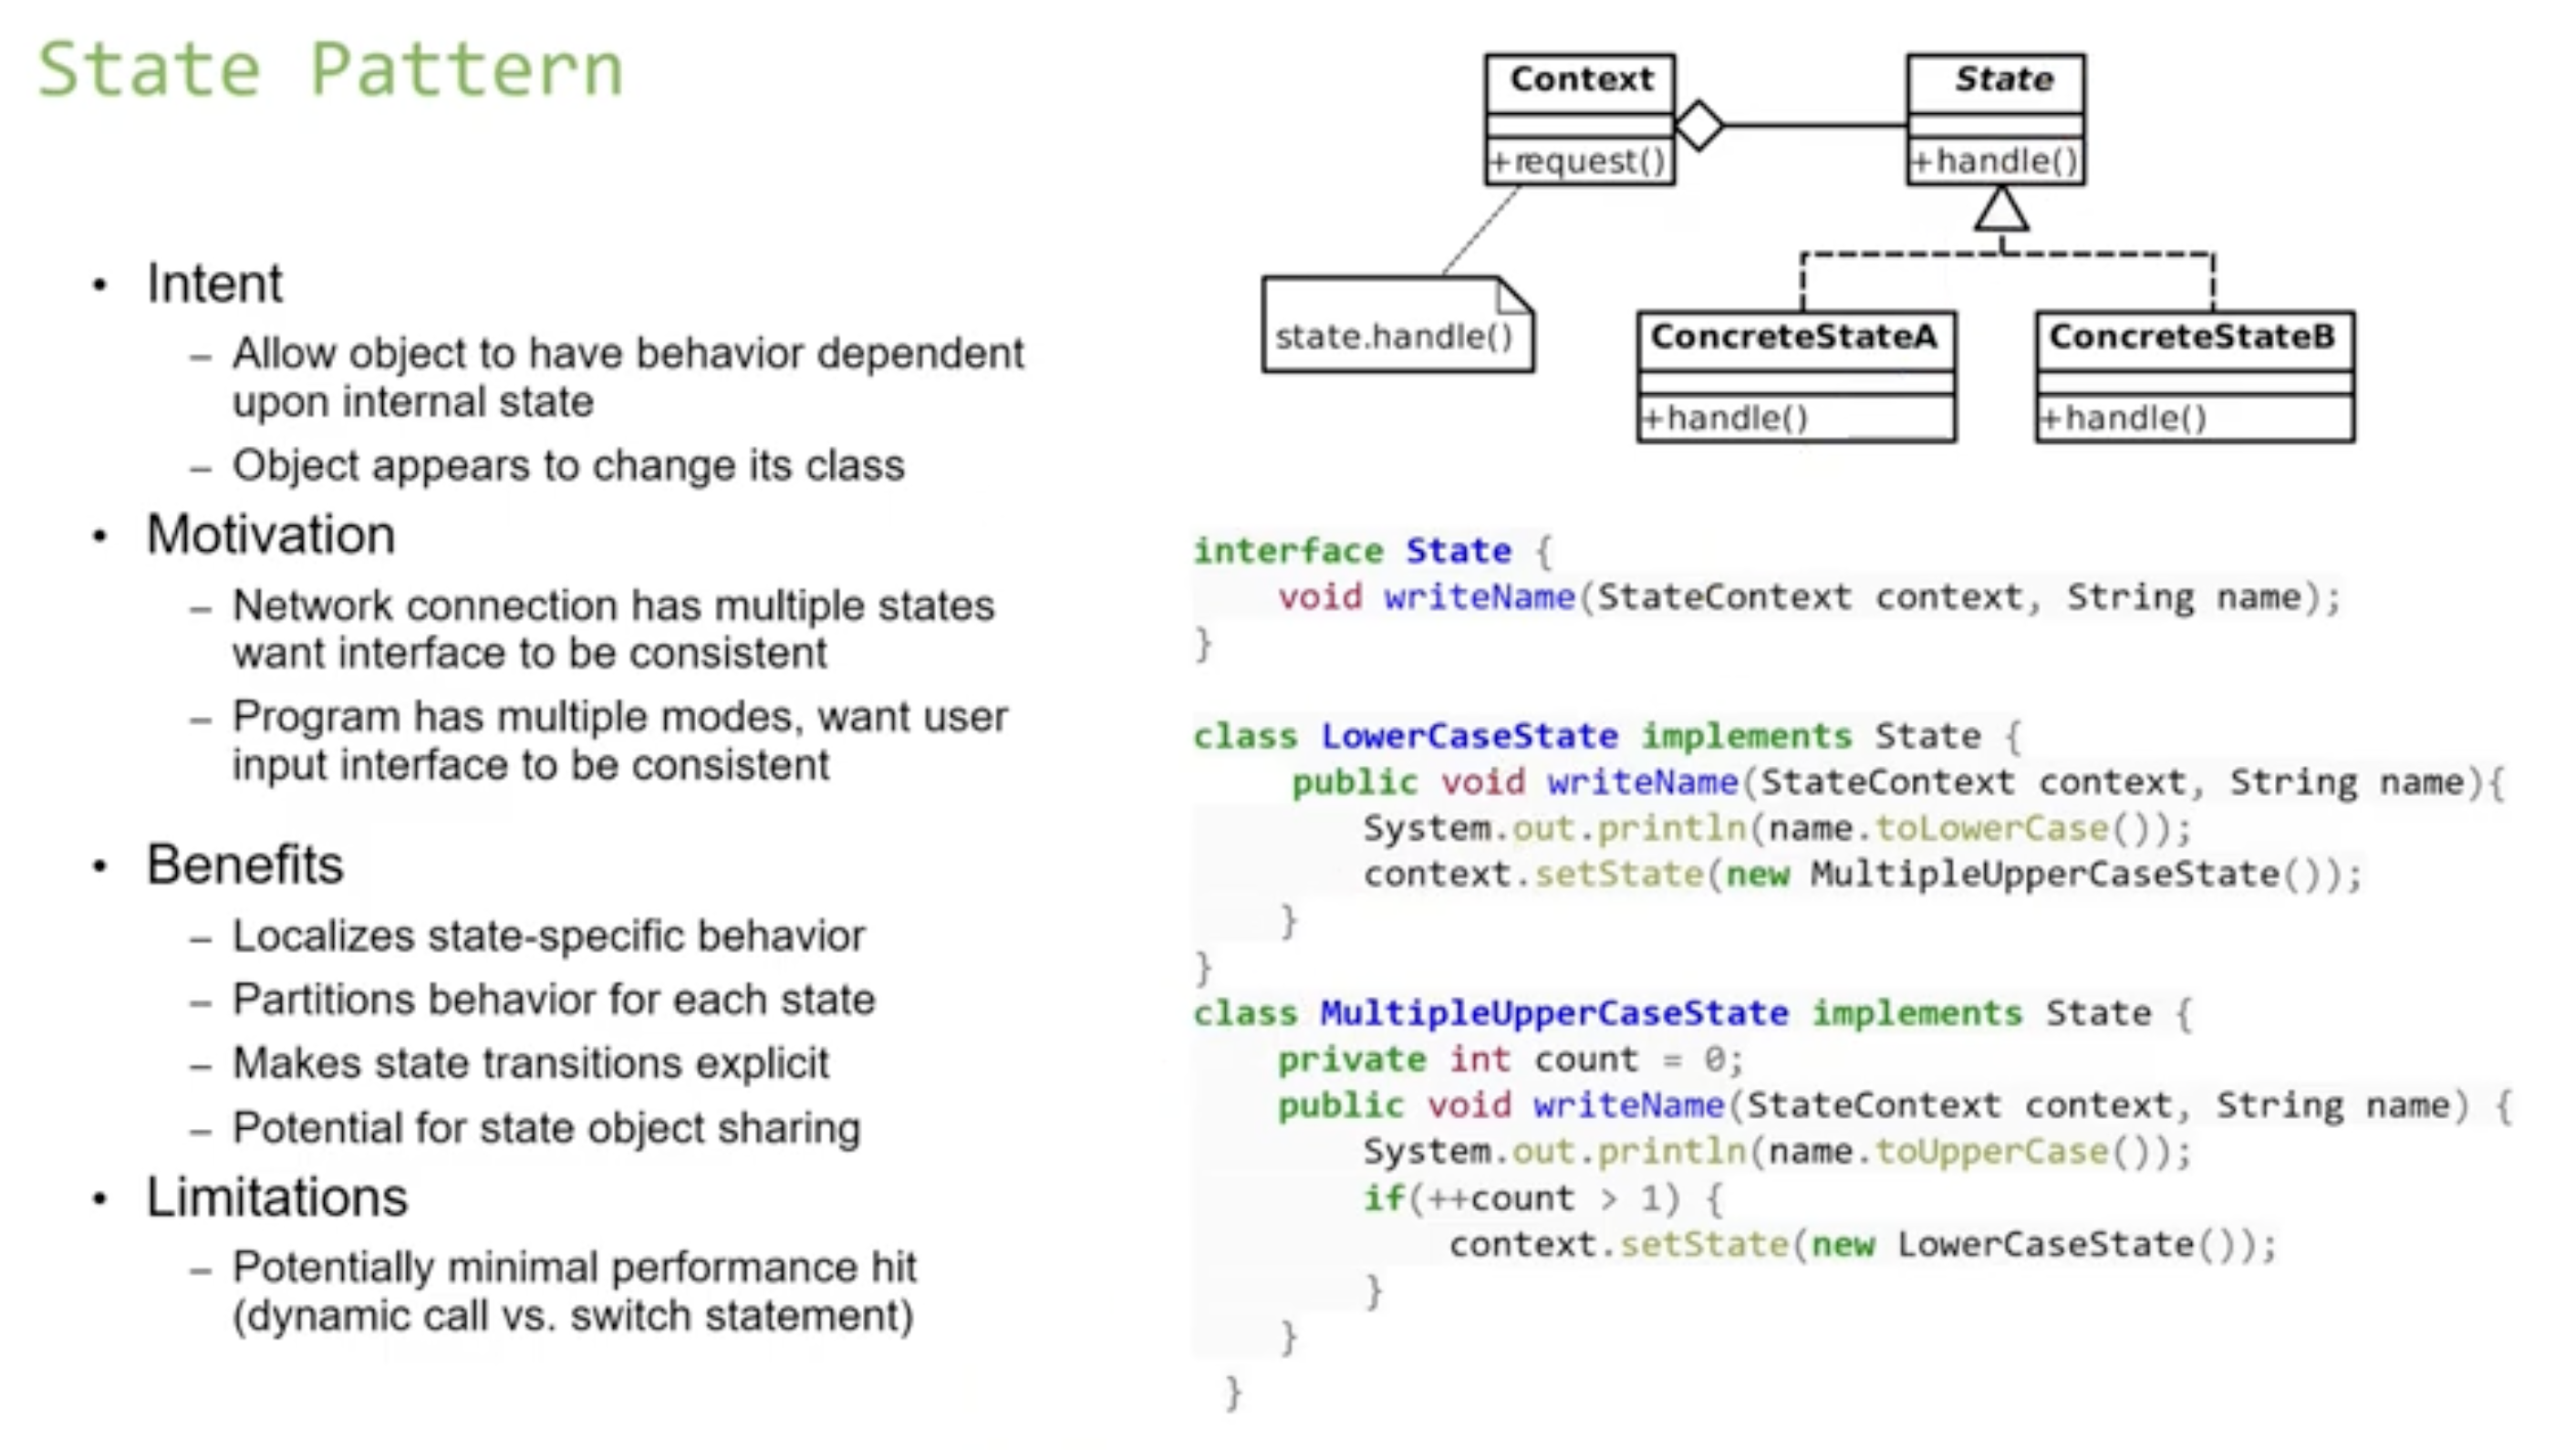 State Pattern
• Intent
– Allow object to have behavior dependent
upon internal state
– Object appears to change its class
• Motivation
– Network connection has multiple states
want interface to be consistent
– Program has multiple modes, want user
input interface to be consistent
• Benefits
– Localizes state-specific behavior
– Partitions behavior for each state
– Makes state transitions explicit
– Potential for state object sharing
• Limitations
– Potentially minimal performance hit
(dynamic call vs. switch statement)
Context
+request()
State
+handle()
state.handle()
ConcreteStateA
+handle()
ConcreteStateB
+handle()
interface State {
void writeName(StateContext context, String name);
}
class LowerCaseState implements State {
public void writeName(StateContext context, String name){
System.out.println(name.toLowerCase());
context.setState(new MultipleUpperCaseState());
}
}
class MultipleUpperCaseState implements State {
private int count = 0;
public void writeName(StateContext context, String name) {
System.out.println(name.toUpperCase());
if(++count > 1) {
context.setState(new LowerCaseState());
}
}
}